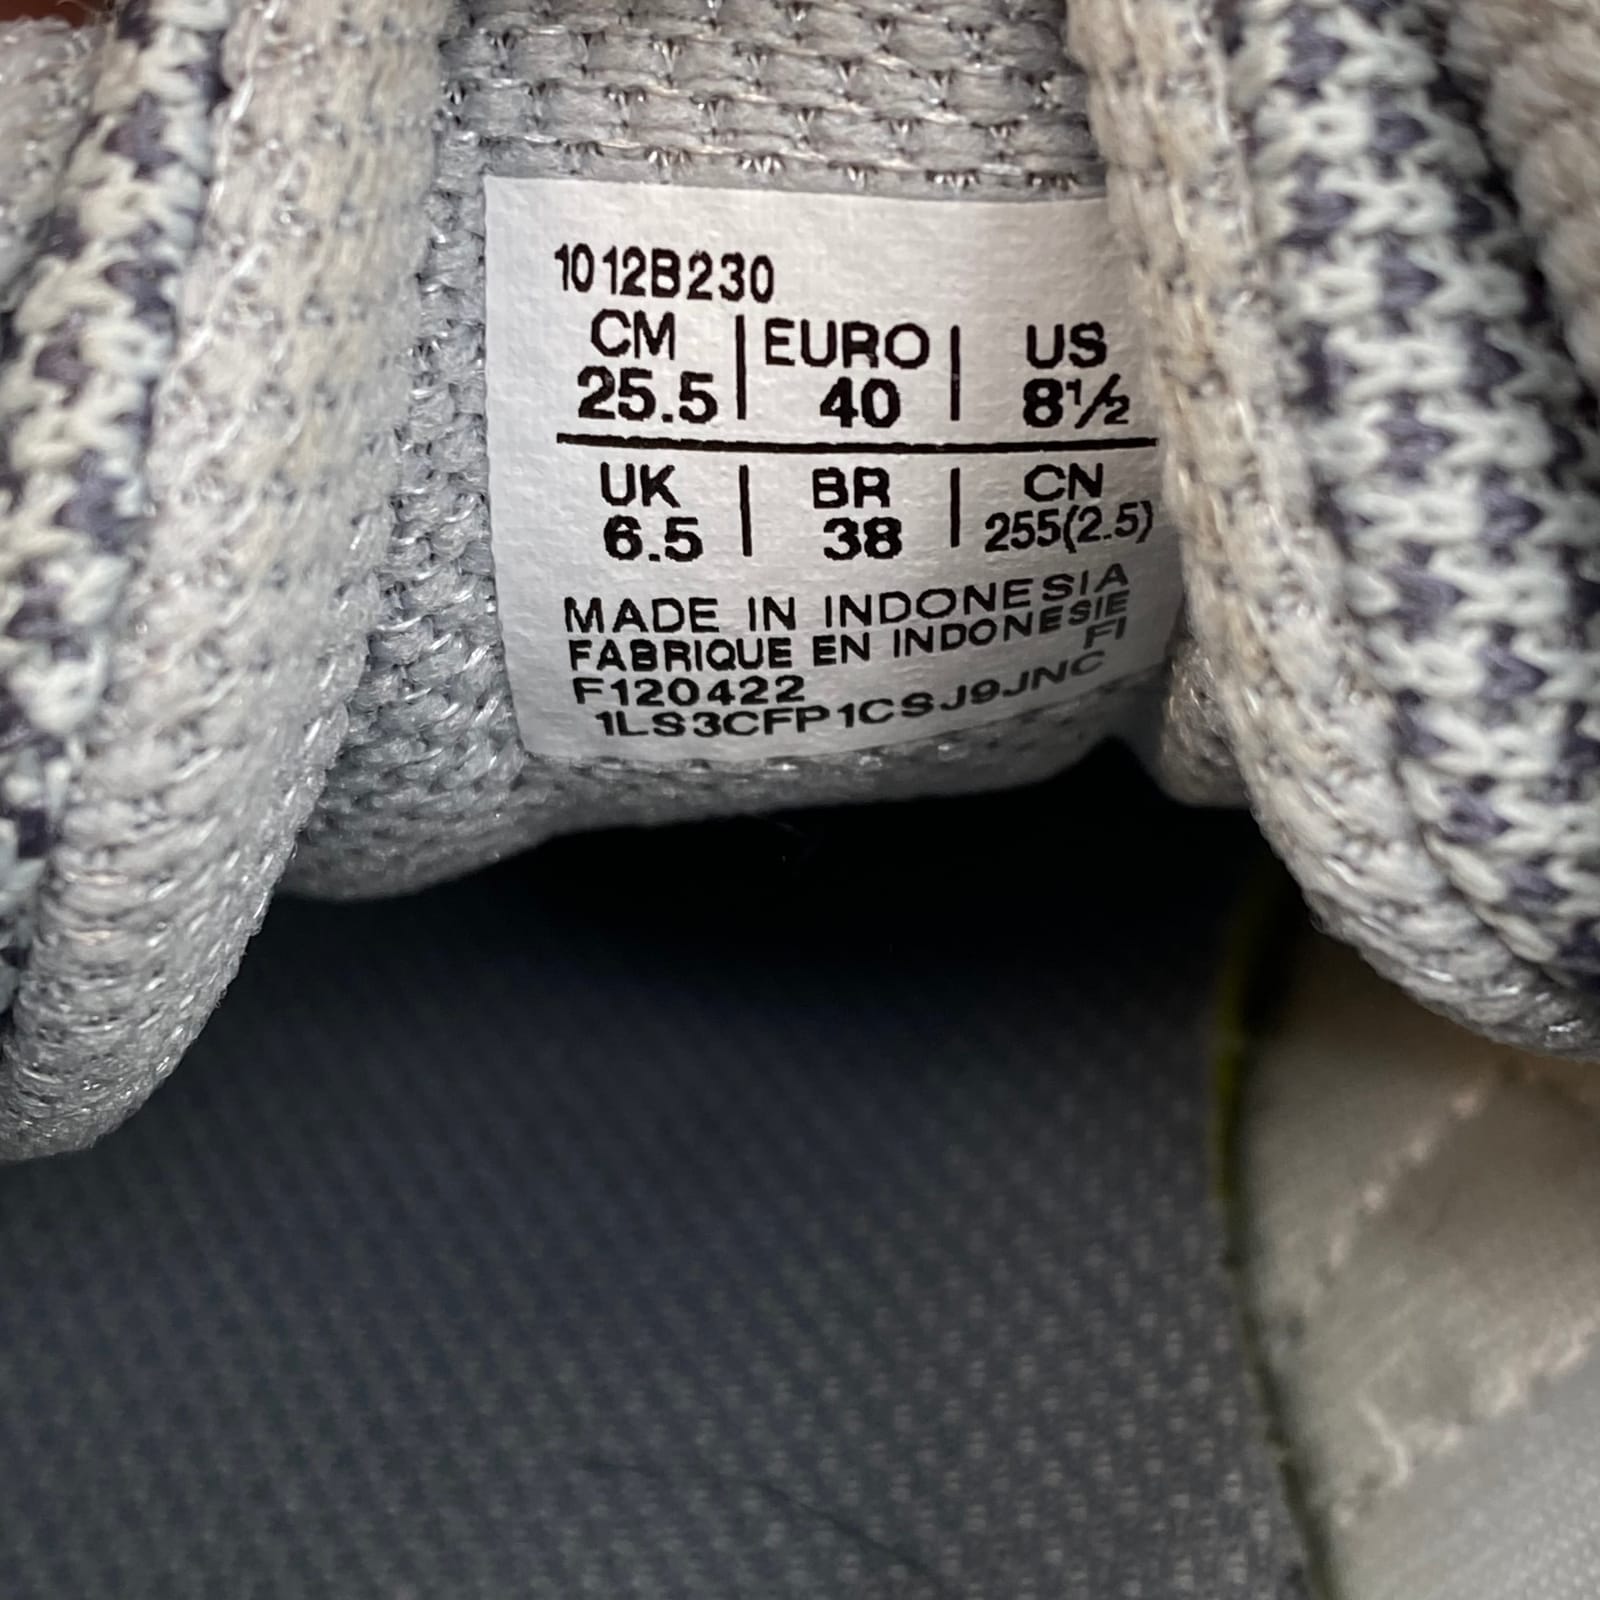 1012B230
CM | EURO | US
25.5 | 40 | 8½
UK | BR | CN
6.5 | 38 | 255(2.5)
MADE IN INDONESIA
FABRIQUE EN INDONESIE
FI
F120422
1LS3CFP1CSJ9JNC